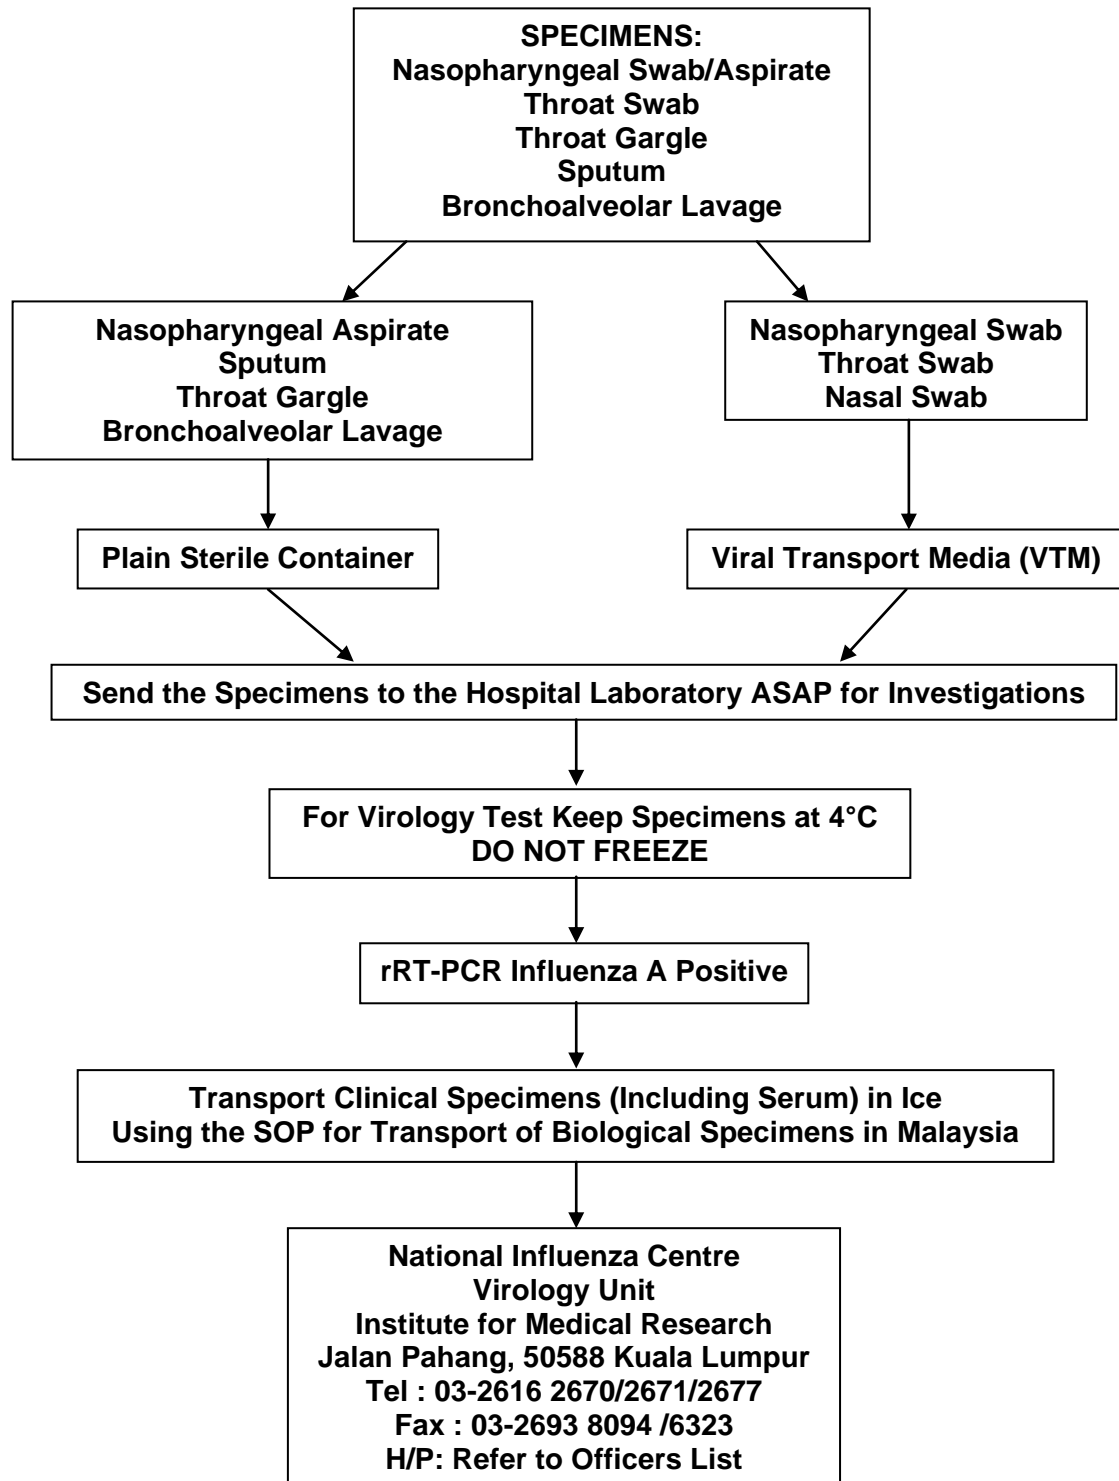 SPECIMENS:
Nasopharyngeal Swab/Aspirate
Throat Swab
Throat Gargle
Sputum
Bronchoalveolar Lavage
Nasopharyngeal Aspirate
Sputum
Throat Gargle
Bronchoalveolar Lavage
Nasopharyngeal Swab
Throat Swab
Nasal Swab
Plain Sterile Container
Viral Transport Media (VTM)
Send the Specimens to the Hospital Laboratory ASAP for Investigations
For Virology Test Keep Specimens at 4°C
DO NOT FREEZE
rRT-PCR Influenza A Positive
Transport Clinical Specimens (Including Serum) in Ice
Using the SOP for Transport of Biological Specimens in Malaysia
National Influenza Centre
Virology Unit
Institute for Medical Research
Jalan Pahang, 50588 Kuala Lumpur
Tel : 03-2616 2670/2671/2677
Fax : 03-2693 8094 /6323
H/P: Refer to Officers List